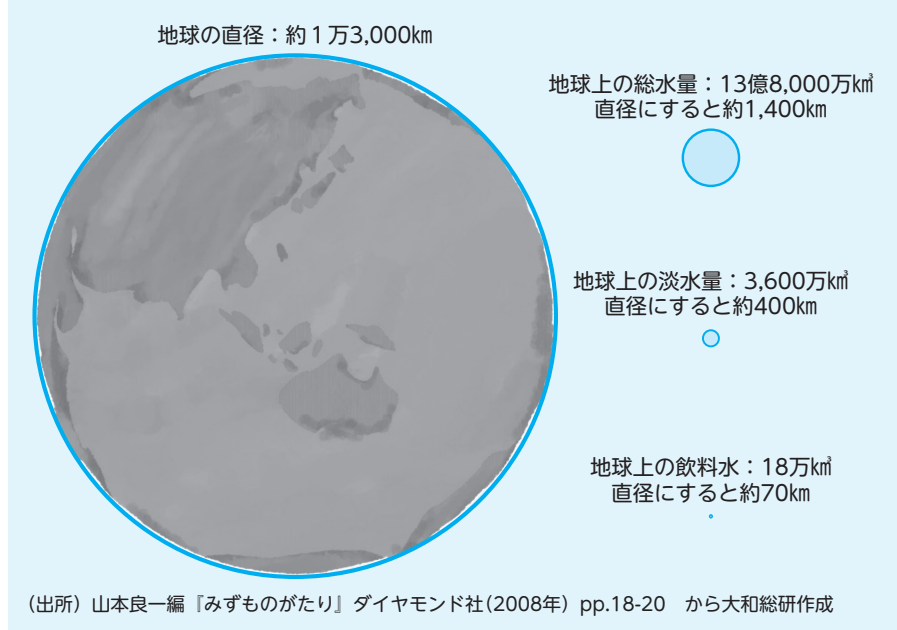 地球の直径：約1万3,000㎞
地球上の総水量：13億8,000万㎦
直径にすると約1,400㎞
地球上の淡水量：3,600万㎦
直径にすると約400㎞
地球上の飲料水：18万㎦
直径にすると約70㎞
（出所）山本良一編『みずものがたり』ダイヤモンド社（2008年）pp.18-20　から大和総研作成